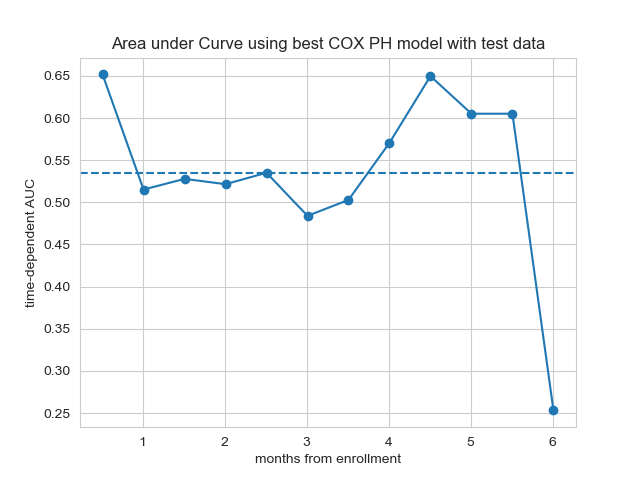 Area under Curve using best COX PH model with test data
time-dependent AUC
0.65
0.60
0.55
0.50
0.45
0.40
0.35
0.30
0.25
1 2 3 4 5 6
months from enrollment